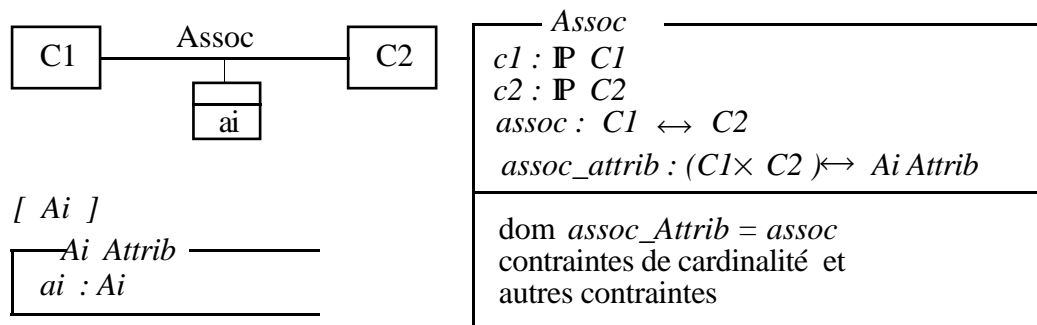 C1
Assoc
C2
ai
[ Ai ]
Ai Attrib
ai : Ai
Assoc
c1 : ℙ C1
c2 : ℙ C2
assoc : C1 ↔ C2
assoc_attrib : (C1× C2 )↔ Ai Attrib
dom assoc_Attrib = assoc
contraintes de cardinalité et
autres contraintes